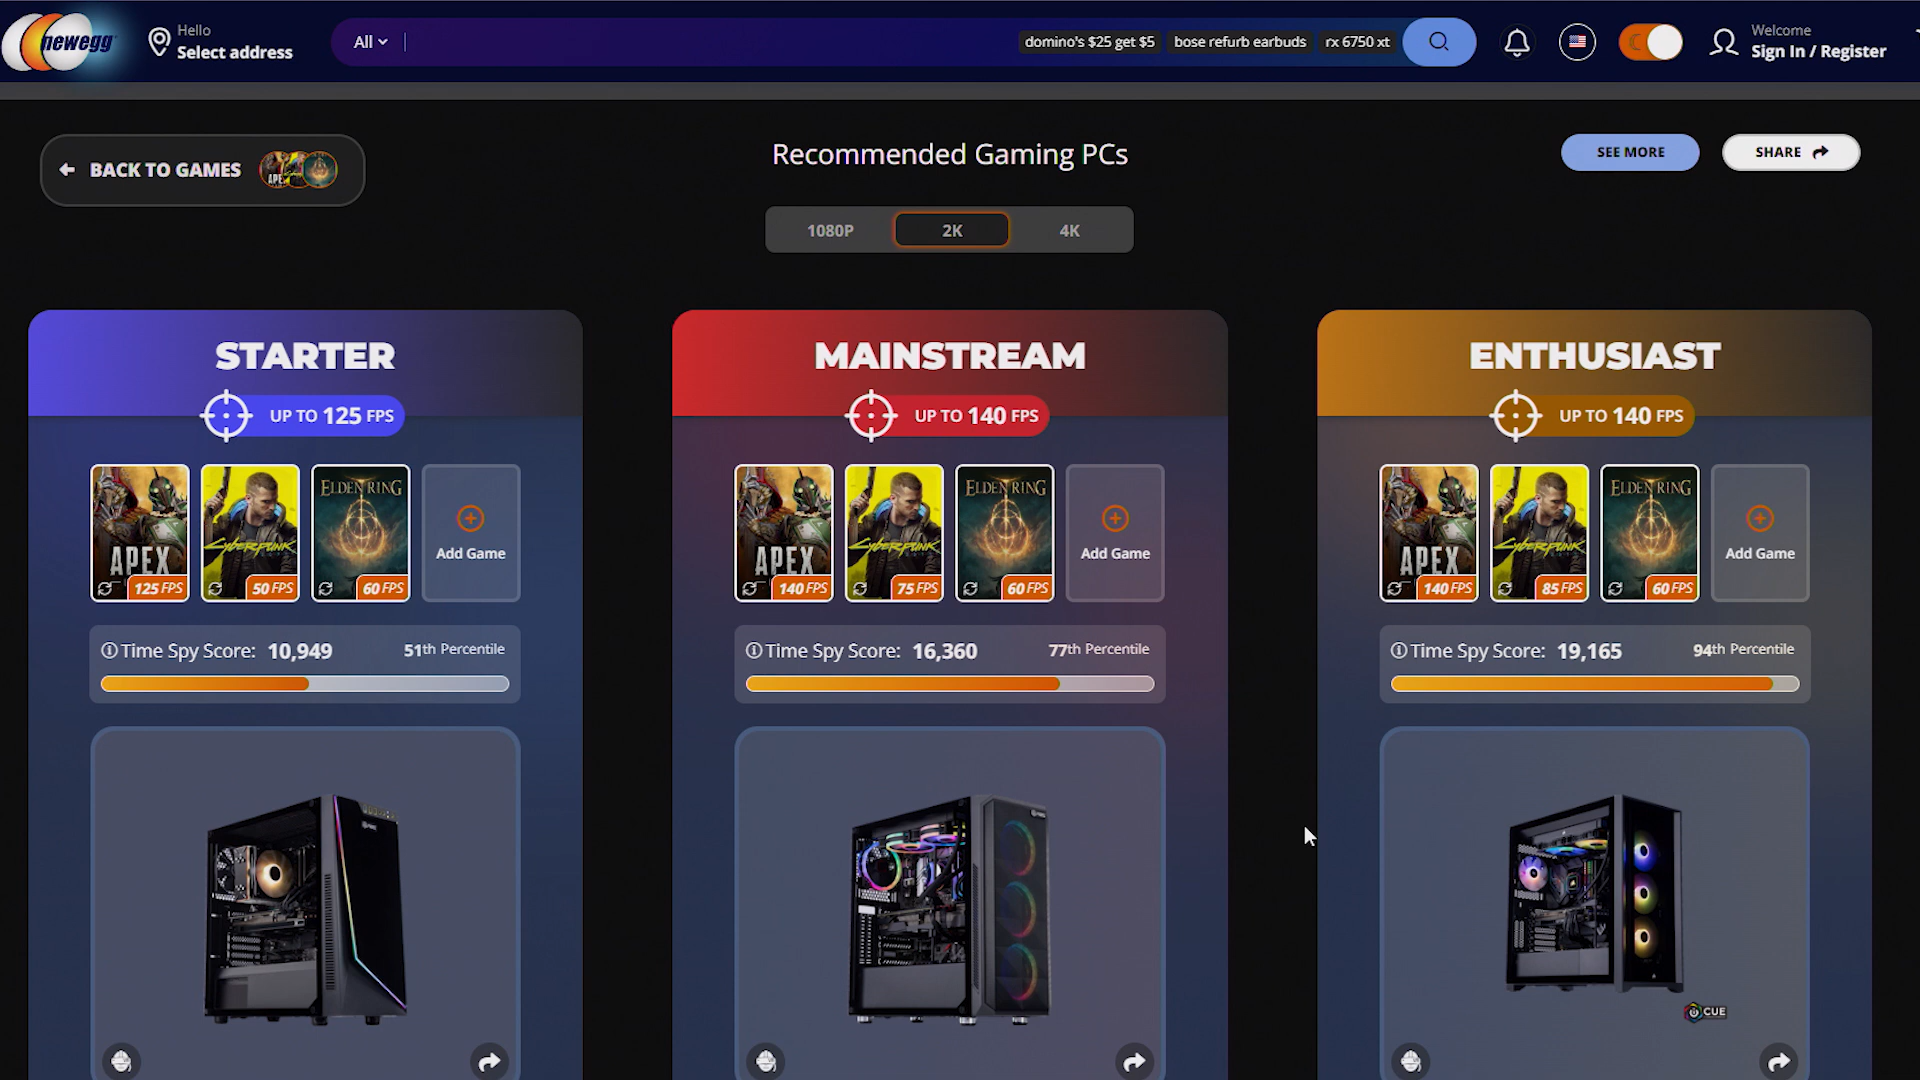 newegg
Hello
Select address
All
domino's $25 get $5
bose refurb earbuds
rx 6750 xt
Welcome
Sign In / Register
BACK TO GAMES
Recommended Gaming PCs
SEE MORE
SHARE
1080P
2K
4K
STARTER
UP TO 125 FPS
APEX
125 FPS
Cyberpunk
50 FPS
ELDEN RING
60 FPS
Add Game
Time Spy Score: 10,949
51th Percentile
MAINSTREAM
UP TO 140 FPS
APEX
140 FPS
Cyberpunk
75 FPS
ELDEN RING
60 FPS
Add Game
Time Spy Score: 16,360
77th Percentile
ENTHUSIAST
UP TO 140 FPS
APEX
140 FPS
Cyberpunk
85 FPS
ELDEN RING
60 FPS
Add Game
Time Spy Score: 19,165
94th Percentile
CUE